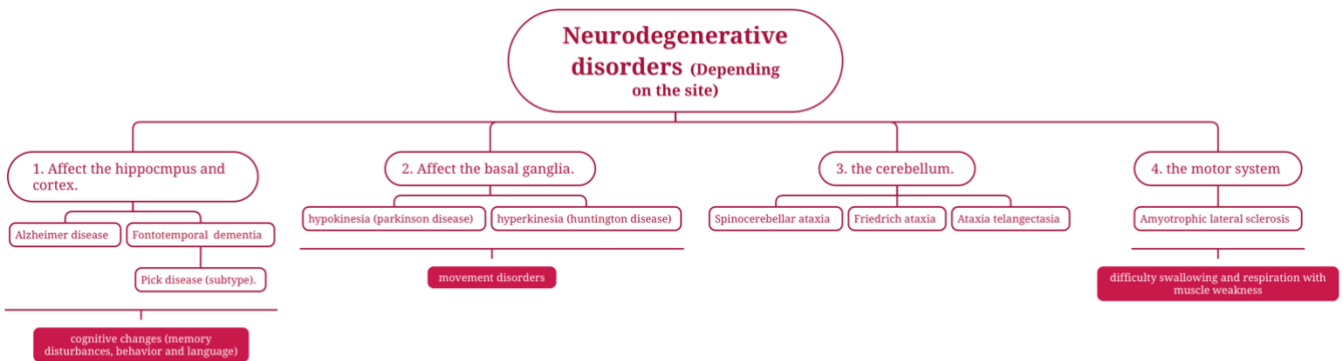 Neurodegenerative
disorders (Depending
on the site)
1. Affect the hippocmpus and
cortex.
2. Affect the basal ganglia.
3. the cerebellum.
4. the motor system
Alzheimer disease
Fontotemporal dementia
hypokinesia (parkinson disease)
hyperkinesia (huntington disease)
Spinocerebellar ataxia
Friedrich ataxia
Ataxia telangectasia
Amyotrophic lateral sclerosis
Pick disease (subtype).
movement disorders
difficulty swallowing and respiration with
muscle weakness
cognitive changes (memory
disturbances, behavior and language)